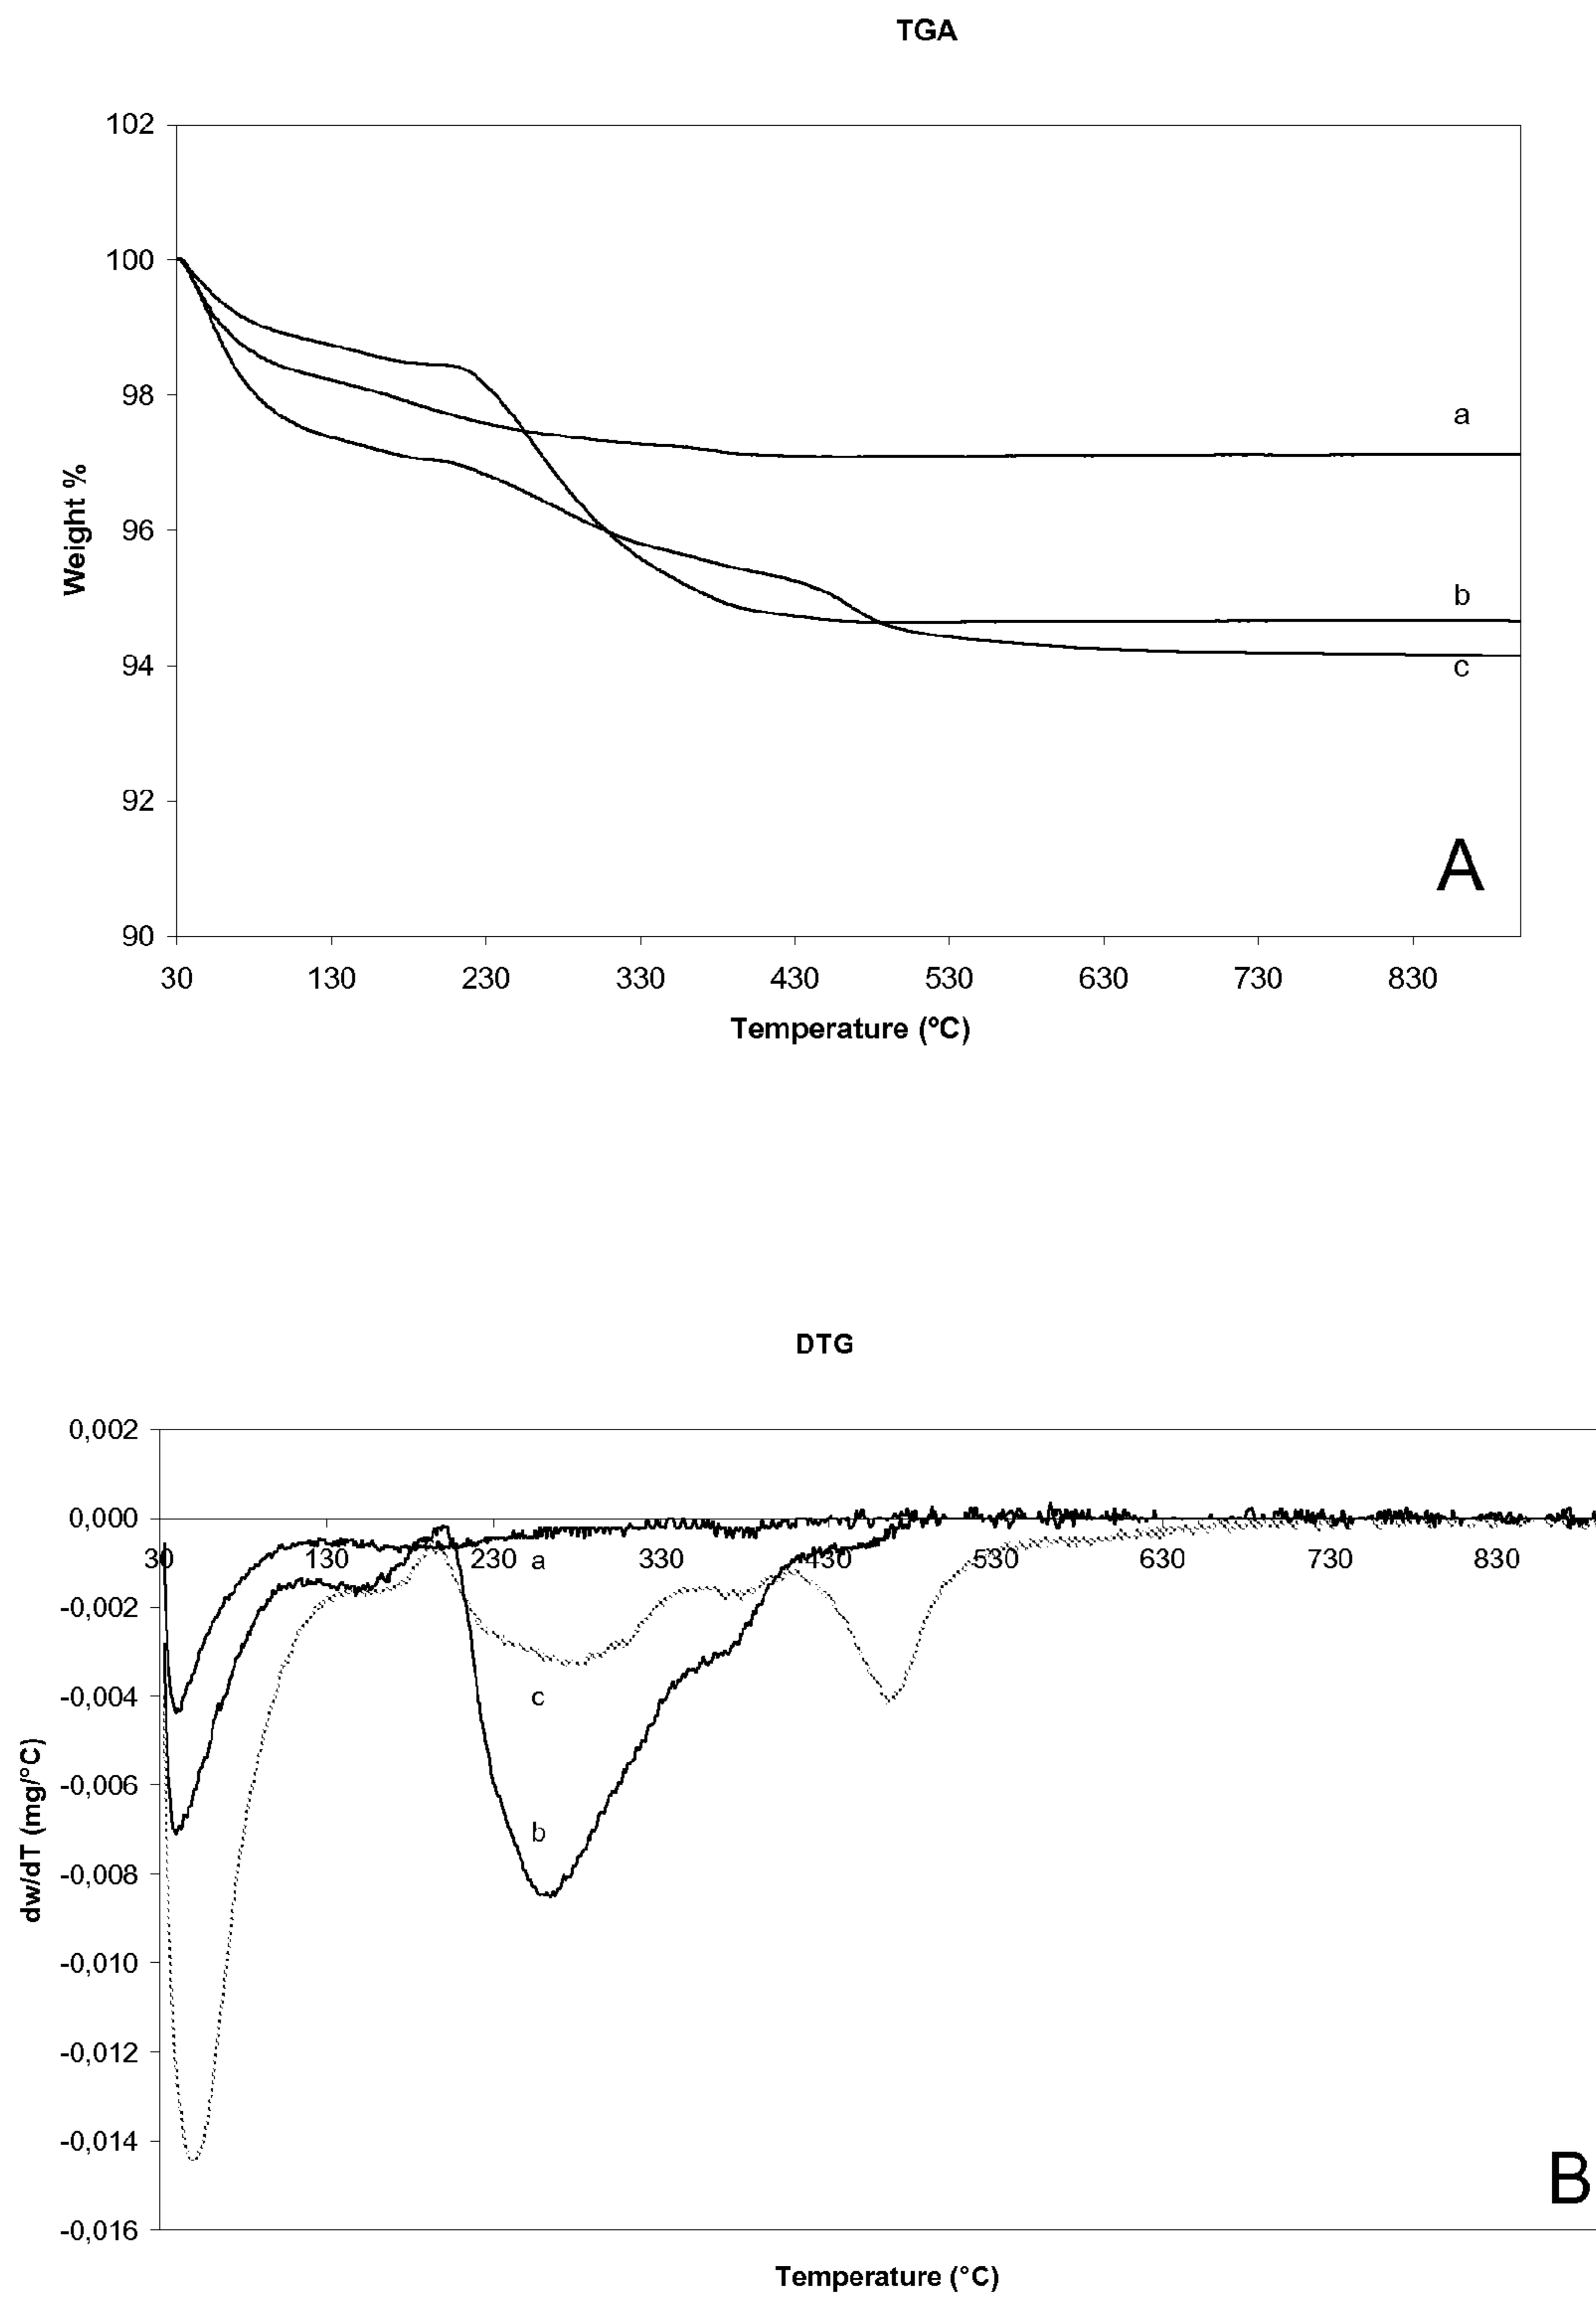 TGA
102
100
98
96
94
92
90
Weight %
a
b
c
A
30 130 230 330 430 530 630 730 830
Temperature (ºC)
DTG
0,002
0,000
30 130 230 a 330 430 530 630 730 830
-0,002
-0,004
c
-0,006
b
-0,008
-0,010
-0,012
-0,014
-0,016
dw/dT (mg/°C)
B
Temperature (°C)